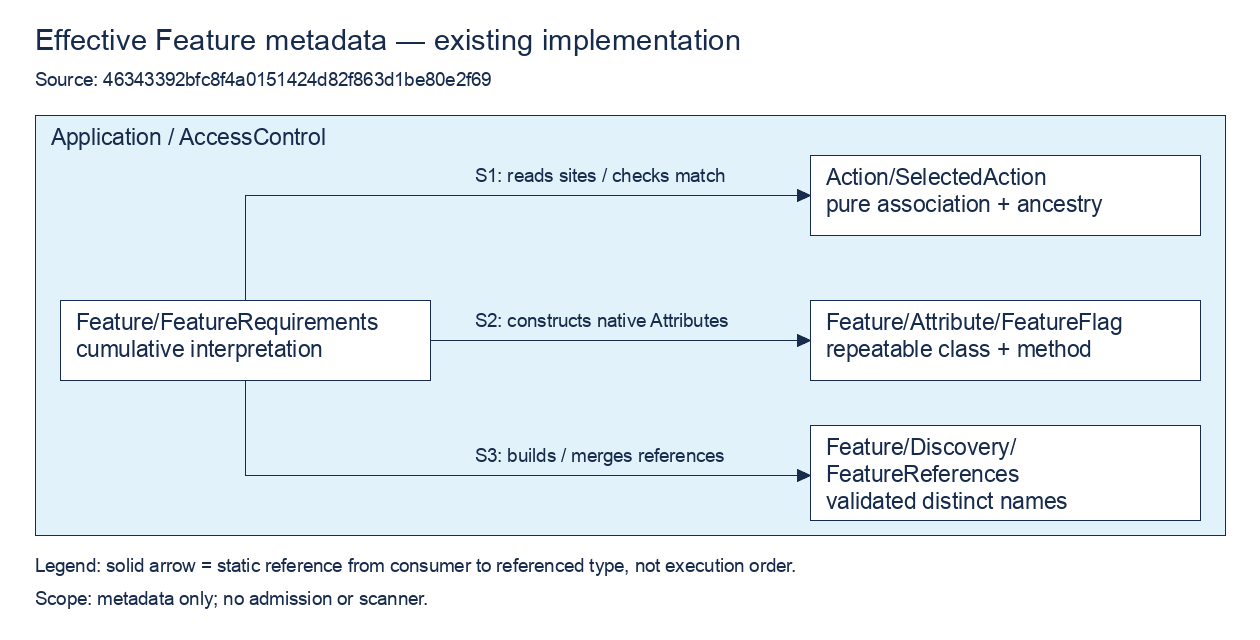 Effective Feature metadata — existing implementation
Source: 46343392bfc8f4a0151424d82f863d1be80e2f69
Application / AccessControl
S1: reads sites / checks match
Action/SelectedAction
pure association + ancestry
Feature/FeatureRequirements
cumulative interpretation
S2: constructs native Attributes
Feature/Attribute/FeatureFlag
repeatable class + method
S3: builds / merges references
Feature/Discovery/
FeatureReferences
validated distinct names
Legend: solid arrow = static reference from consumer to referenced type, not execution order.
Scope: metadata only; no admission or scanner.